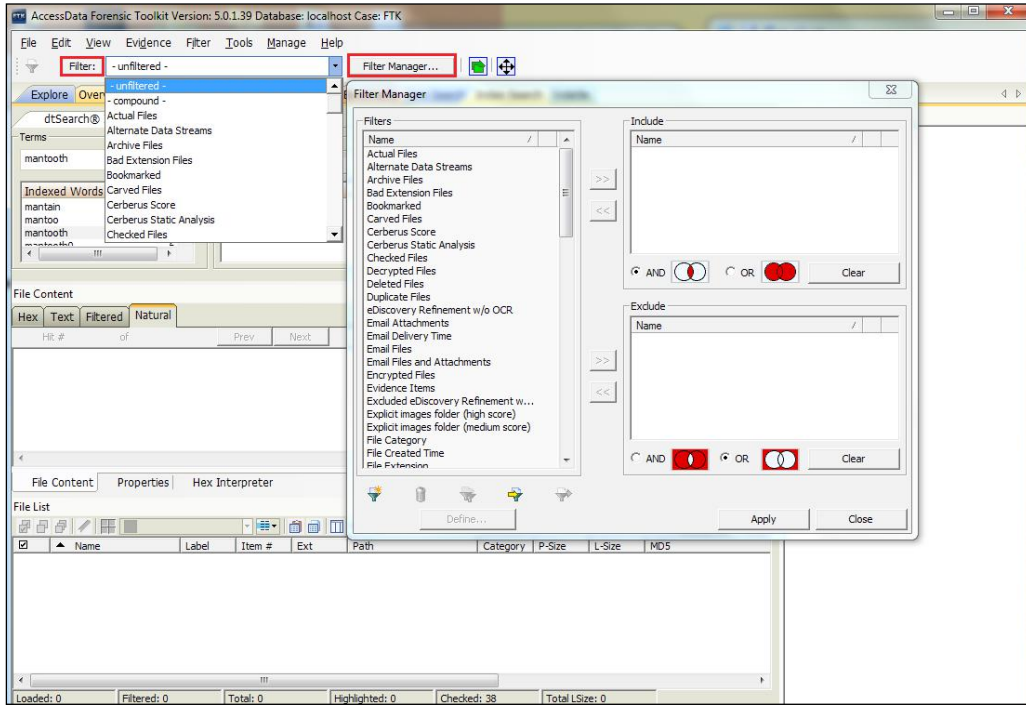 AccessData Forensic Toolkit Version: 5.0.1.39 Database: localhost Case: FTK
File Edit View Evidence Filter Tools Manage Help
Filter: - unfiltered - Filter Manager...
- unfiltered -
- compound -
Actual Files
Alternate Data Streams
Archive Files
Bad Extension Files
Bookmarked
Carved Files
Cerberus Score
Cerberus Static Analysis
Checked Files
Explore Over
dtSearch®
Terms
mantooth
Indexed Words
mantain
mantoo
mantooth
Filter Manager
Filters
Name
Actual Files
Alternate Data Streams
Archive Files
Bad Extension Files
Bookmarked
Carved Files
Cerberus Score
Cerberus Static Analysis
Checked Files
Decrypted Files
Deleted Files
Duplicate Files
eDiscovery Refinement w/o OCR
Email Attachments
Email Delivery Time
Email Files
Email Files and Attachments
Encrypted Files
Evidence Items
Excluded eDiscovery Refinement w...
Explicit images folder (high score)
Explicit images folder (medium score)
File Category
File Created Time
File Extension
Define...
>>
<<
>>
<<
Include
Name
AND OR Clear
Exclude
Name
AND OR Clear
Apply Close
File Content
Hex Text Filtered Natural
Hit # of Prev Next
File Content Properties Hex Interpreter
File List
Name Label Item # Ext Path Category P-Size L-Size MD5
Loaded: 0 Filtered: 0 Total: 0 Highlighted: 0 Checked: 38 Total LSize: 0